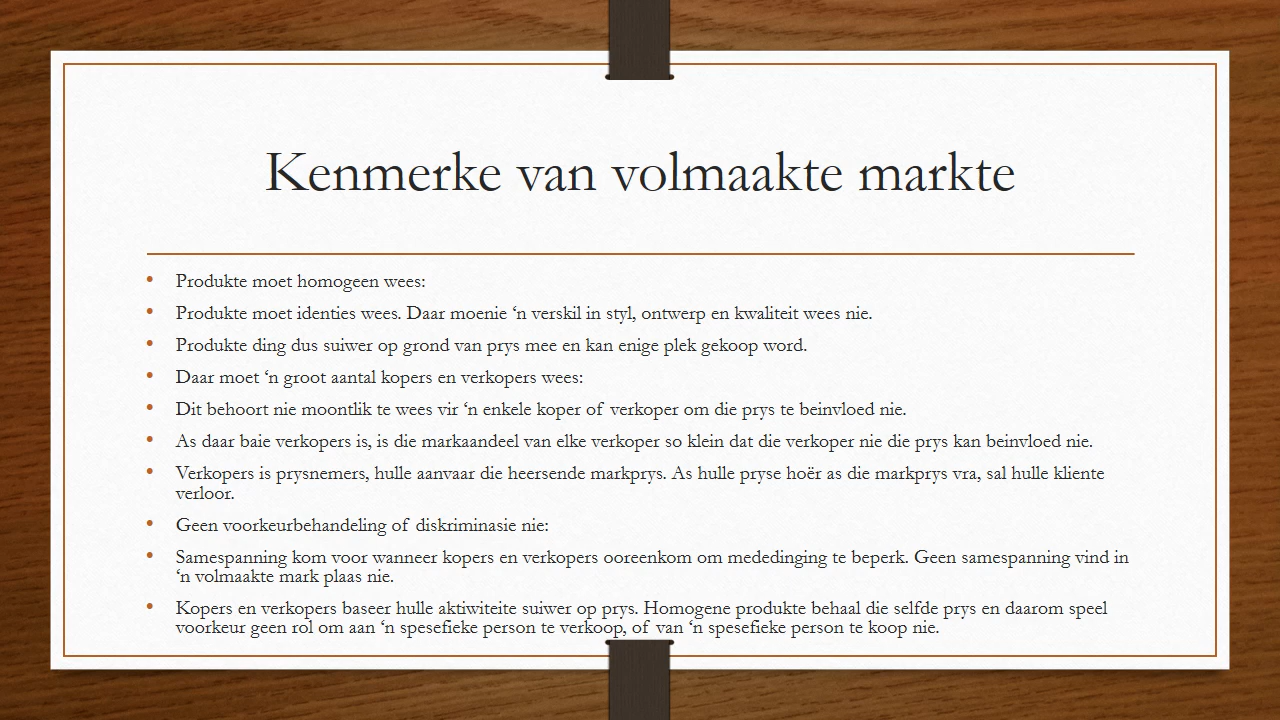 Kenmerke van volmaakte markte
• Produkte moet homogeen wees:
• Produkte moet identies wees. Daar moenie ‘n verskil in styl, ontwerp en kwaliteit wees nie.
• Produkte ding dus suiwer op grond van prys mee en kan enige plek gekoop word.
• Daar moet ‘n groot aantal kopers en verkopers wees:
• Dit behoort nie moontlik te wees vir ‘n enkele koper of verkoper om die prys te beinvloed nie.
• As daar baie verkopers is, is die markaandeel van elke verkoper so klein dat die verkoper nie die prys kan beinvloed nie.
• Verkopers is prysnemers, hulle aanvaar die heersende markprys. As hulle pryse hoër as die markprys vra, sal hulle kliente
verloor.
• Geen voorkeurbehandeling of diskriminasie nie:
• Samespanning kom voor wanneer kopers en verkopers ooreenkom om mededinging te beperk. Geen samespanning vind in
‘n volmaakte mark plaas nie.
• Kopers en verkopers baseer hulle aktiwiteite suiwer op prys. Homogene produkte behaal die selfde prys en daarom speel
voorkeur geen rol om aan ‘n spesefieke person te verkoop, of van ‘n spesefieke person te koop nie.